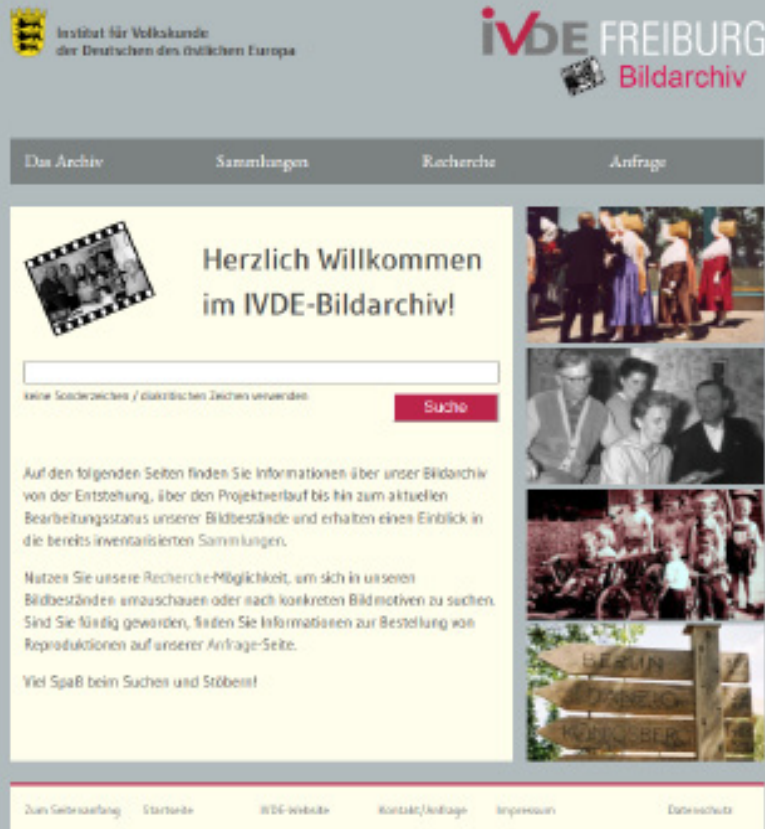 Institut für Volkskunde
der Deutschen des östlichen Europa
IVDE FREIBURG
Bildarchiv
Das Archiv Sammlungen Recherche Anfrage
Herzlich Willkommen
im IVDE-Bildarchiv!
keine Sonderzeichen / diakritischen Zeichen verwenden
Suche
Auf den folgenden Seiten finden Sie Informationen über unser Bildarchiv
von der Entstehung, über den Projektverlauf bis hin zum aktuellen
Bearbeitungsstatus unserer Bildbestände und erhalten einen Einblick in
die bereits inventarisierten Sammlungen.
Nutzen Sie unsere Recherche-Möglichkeit, um sich in unseren
Bildbeständen umzuschauen oder nach konkreten Bildmotiven zu suchen.
Sind Sie fündig geworden, finden Sie Informationen zur Bestellung von
Reproduktionen auf unserer Anfrage-Seite.
Viel Spaß beim Suchen und Stöbern!
BERLIN
DANZIG
KÖNIGSBERG
Zum Seitenanfang Startseite IVDE-Website Kontakt/Anfrage Impressum Datenschutz